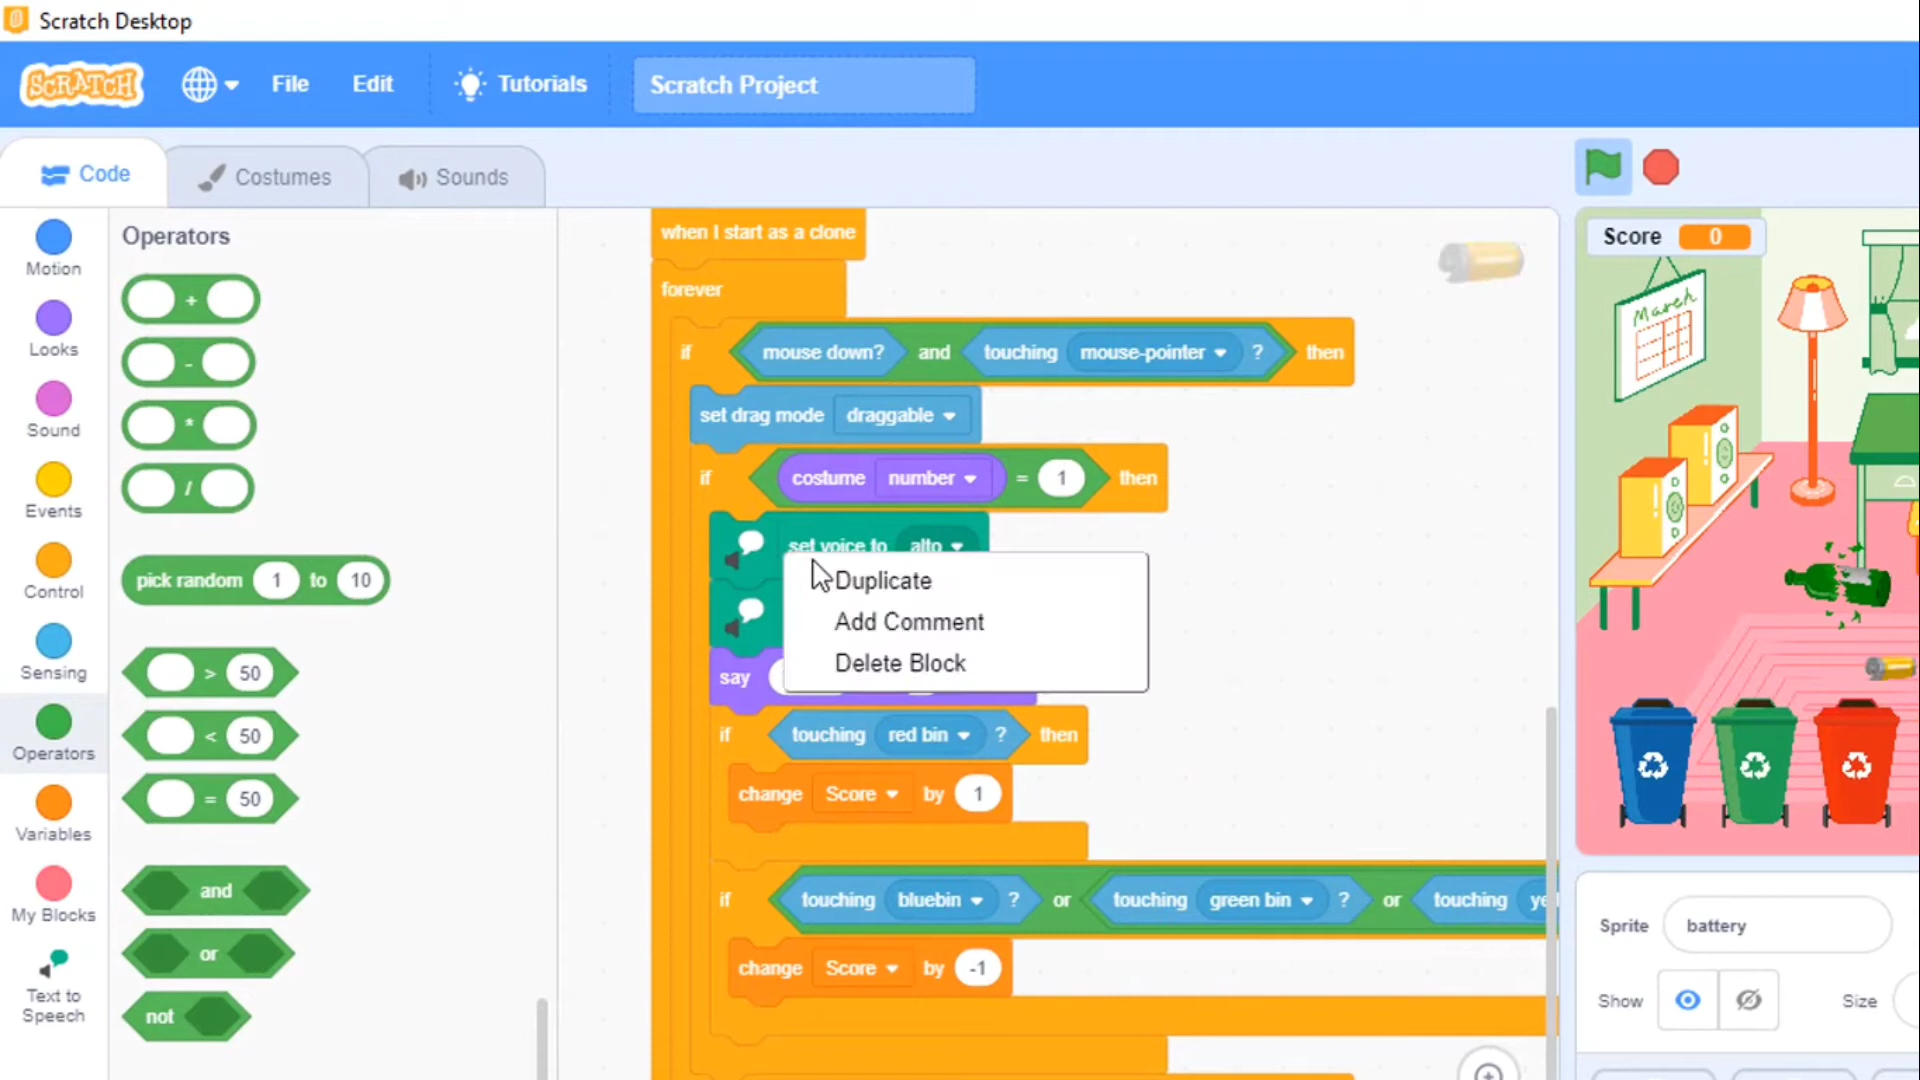 Scratch Desktop
SCRATCH File Edit Tutorials Scratch Project
Code Costumes Sounds
Motion
Looks
Sound
Events
Control
Sensing
Operators
Variables
My Blocks
Text to
Speech
Operators
+
-
*
/
pick random 1 to 10
> 50
< 50
= 50
and
or
not
when I start as a clone
forever
if mouse down? and touching mouse-pointer ? then
set drag mode draggable
if costume number = 1 then
set voice to alto
Duplicate
Add Comment
Delete Block
say
if touching red bin ? then
change Score by 1
if touching bluebin ? or touching green bin ? or touching
change Score by -1
Score 0
March
Sprite battery
Show Size